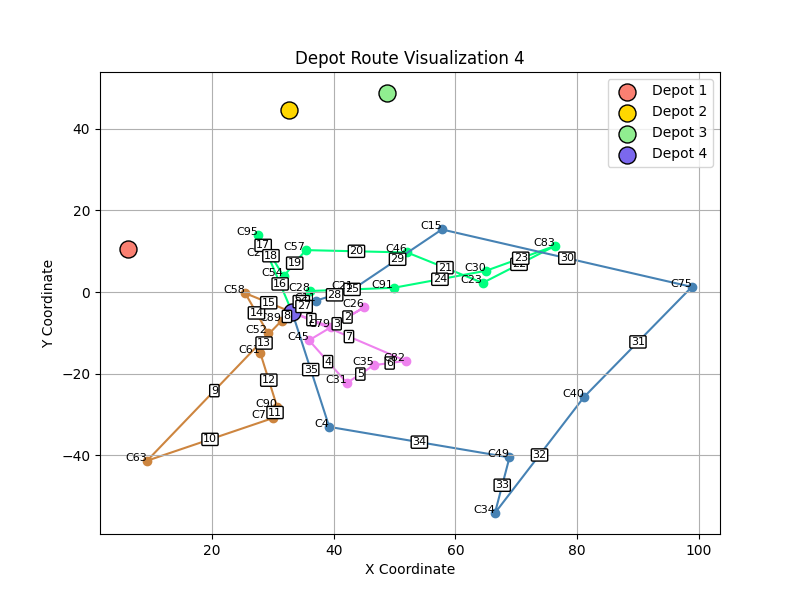 Depot Route Visualization 4
Depot 1
Depot 2
Depot 3
Depot 4
Y Coordinate
X Coordinate
40
20
0
−20
−40
20
40
60
80
100
C95
C57
C46
C15
C83
C54
C30
C23
C91
C28
C75
C58
C26
C52
C61
C45
C35
C82
C31
C90
C63
C4
C49
C34
C40
1
2
3
4
5
6
7
8
9
10
11
12
13
14
15
16
17
18
19
20
21
23
24
25
27
28
29
30
31
32
33
34
35